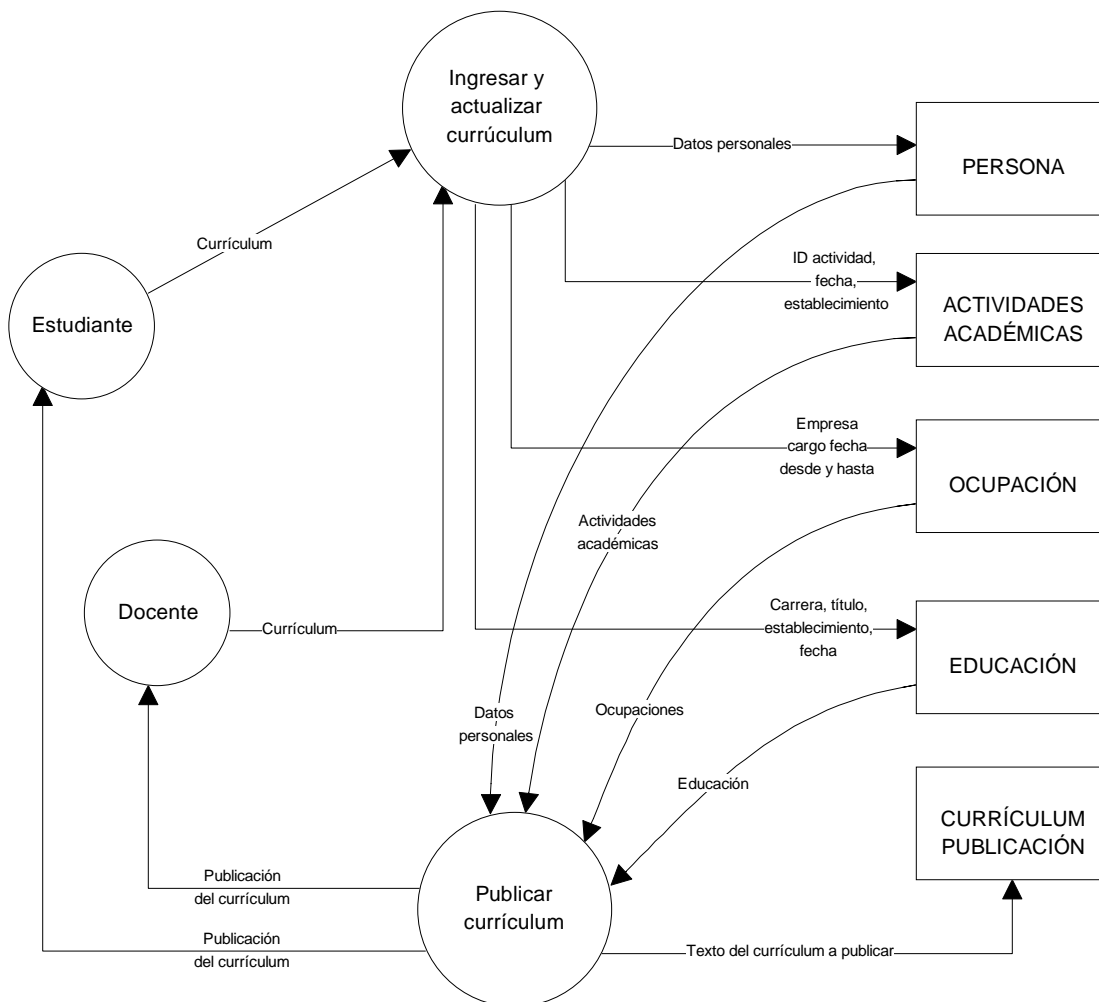 Ingresar y
actualizar
currúculum
Datos personales
PERSONA
Currículum
ID actividad,
fecha,
establecimiento
ACTIVIDADES
ACADÉMICAS
Estudiante
Empresa
cargo fecha
desde y hasta
OCUPACIÓN
Actividades
académicas
Docente
Currículum
Carrera, título,
establecimiento,
fecha
EDUCACIÓN
Datos
personales
Ocupaciones
Educación
CURRÍCULUM
PUBLICACIÓN
Publicación
del currículum
Publicar
currículum
Publicación
del currículum
Texto del currículum a publicar